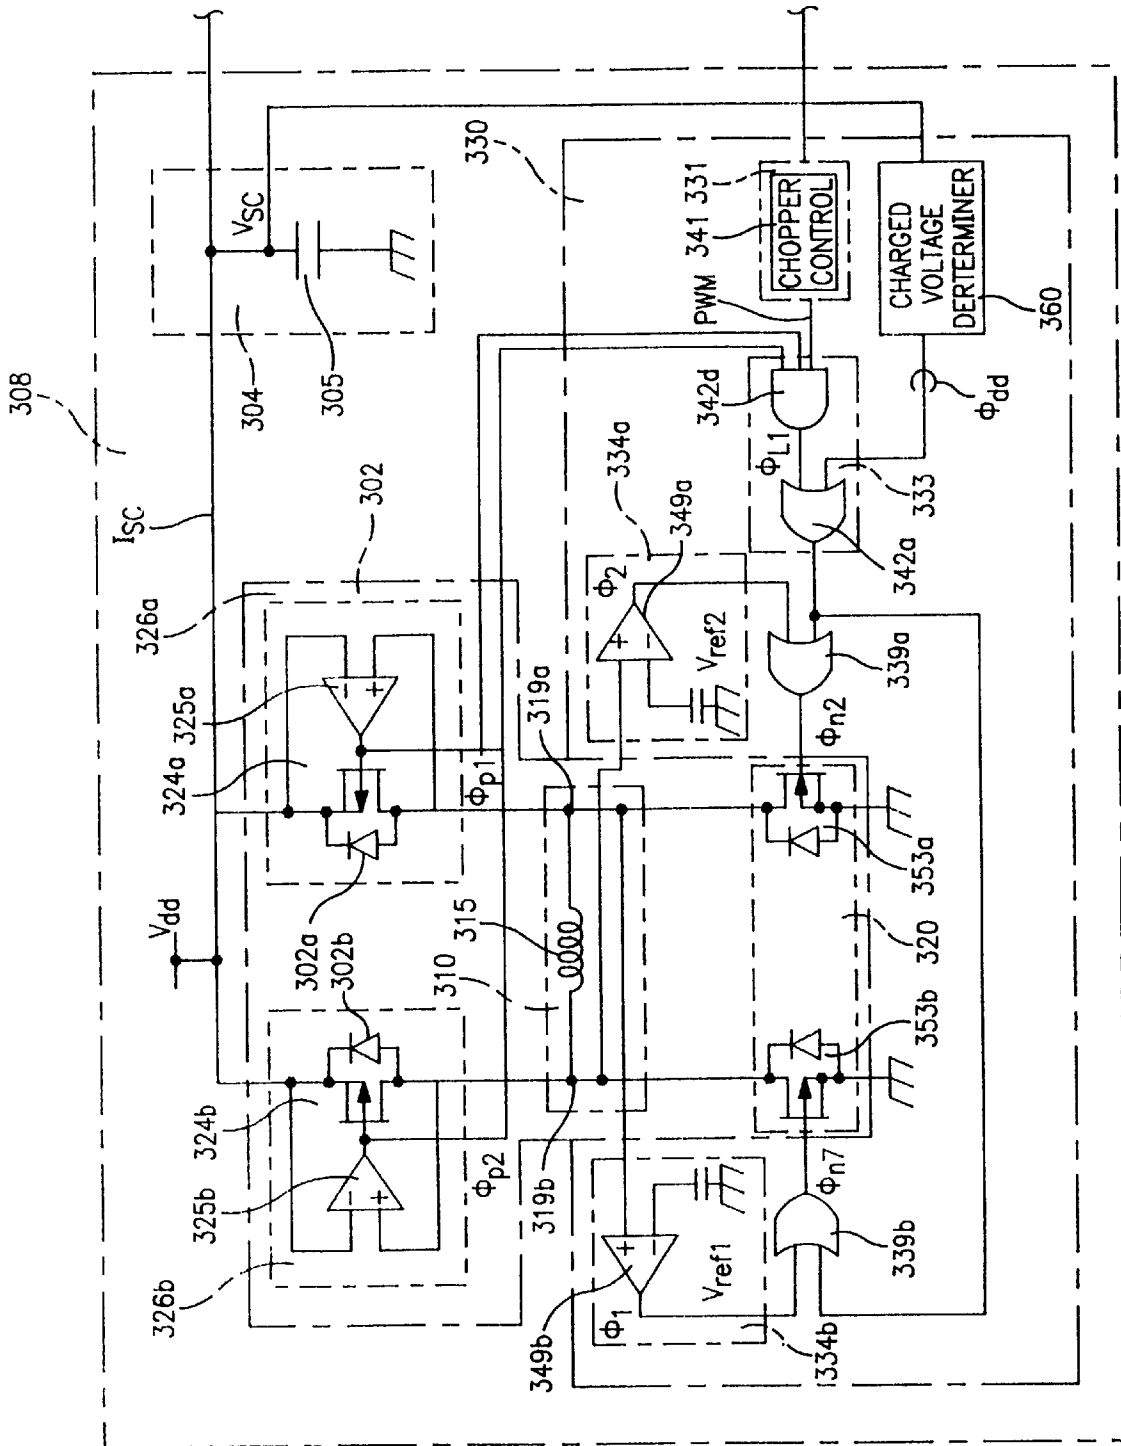 308
I_SC
V_SC
304
305
330
331
341
CHOPPER
CONTROL
PWM
CHARGED
VOLTAGE
DERTERMINER
360
Φ_dd
342d
Φ_L1
333
342a
334a
349a
Φ_2
V_ref2
339a
Φ_n2
302
326a
325a
324a
Φ_p1
319a
302a
302b
V_dd
315
310
353a
320
353b
324b
325b
326b
Φ_p2
319b
349b
Φ_1
V_ref1
334b
Φ_n7
339b
+
−
+
−
+
−
+
−